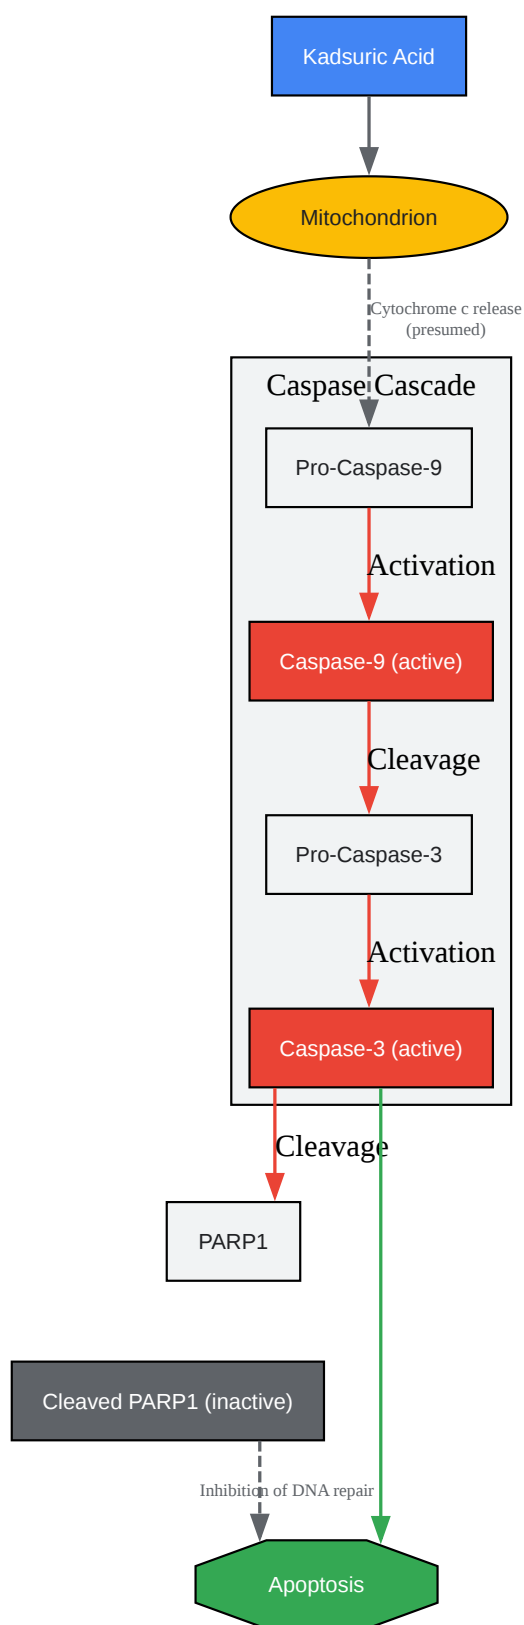 Kadsuric Acid
Mitochondrion
Cytochrome c release
(presumed)
Caspase Cascade
Pro-Caspase-9
Activation
Caspase-9 (active)
Cleavage
Pro-Caspase-3
Activation
Caspase-3 (active)
Cleavage
PARP1
Cleaved PARP1 (inactive)
Inhibition of DNA repair
Apoptosis